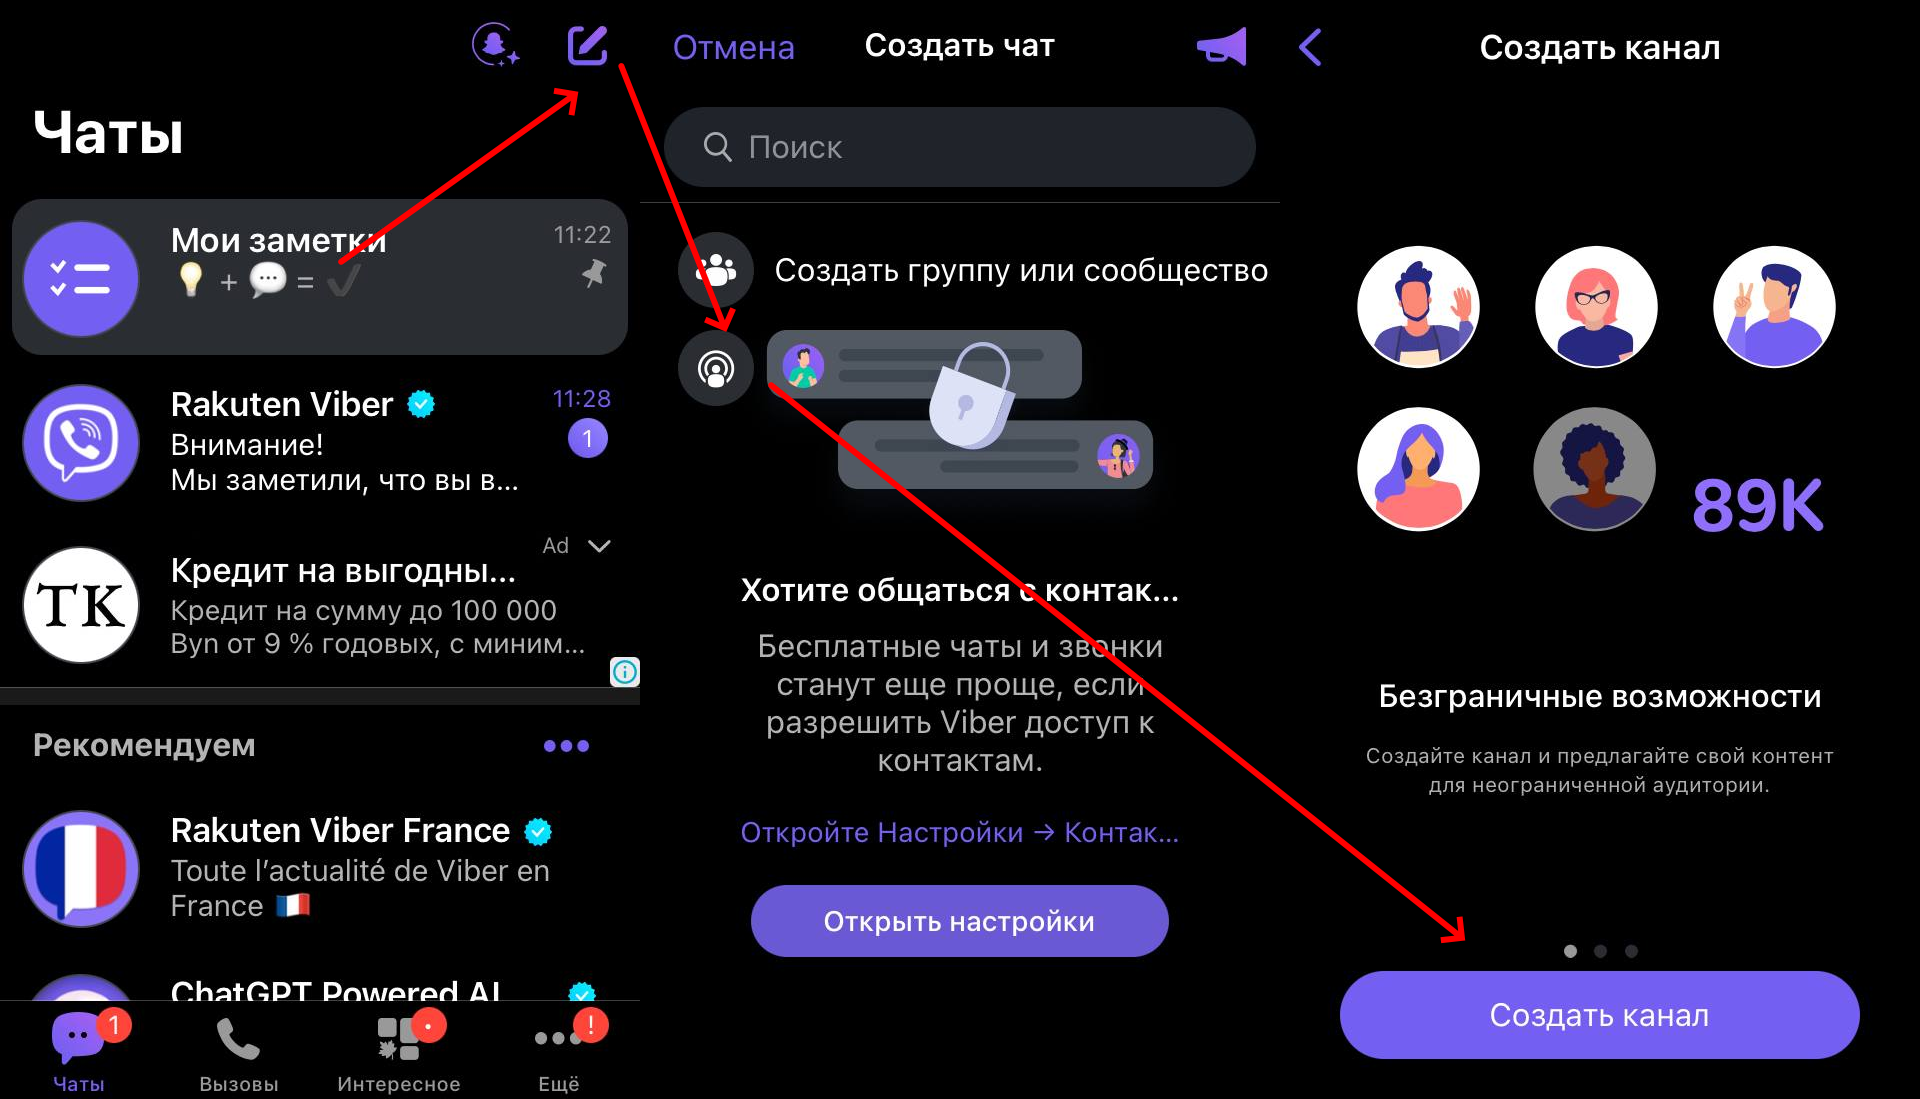 Чаты
Мои заметки
11:22
+ = 
Rakuten Viber
11:28
Внимание!
1
Мы заметили, что вы в...
Ad
Кредит на выгодны...
ТК
Кредит на сумму до 100 000
Byn от 9 % годовых, с миним...
Рекомендуем
Rakuten Viber France
Toute l’actualité de Viber en
France
ChatGPT Powered AI
1
!
Чаты
Вызовы
Интересное
Ещё
Отмена
Создать чат
Поиск
Создать группу или сообщество
Хотите общаться с контак...
Бесплатные чаты и звонки
станут еще проще, если
разрешить Viber доступ к
контактам.
Откройте Настройки → Контак...
Открыть настройки
Создать канал
89K
Безграничные возможности
Создайте канал и предлагайте свой контент
для неограниченной аудитории.
Создать канал